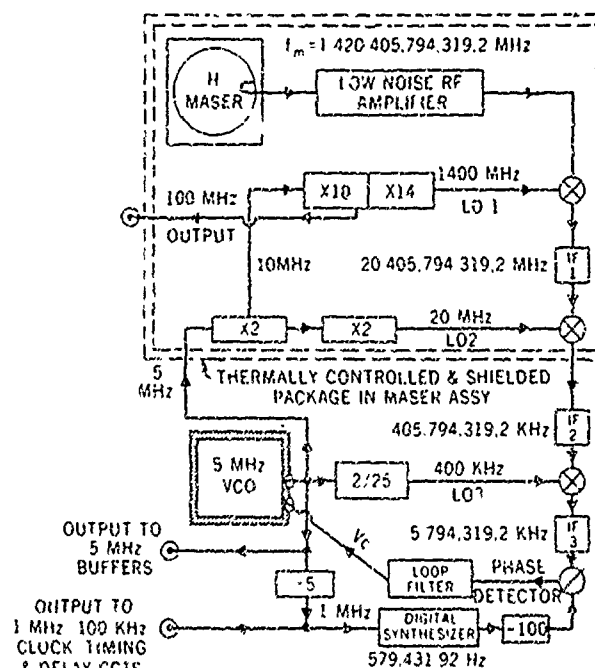 fm = 1 420 405,794,319,2 MHz
H
MASER
LOW NOISE RF
AMPLIFIER
1400 MHz
X10
X14
100 MHz
LO 1
OUTPUT
10MHz
20 405,794 319,2 MHz
IF
1
20 MHz
X2
X2
LO2
5
MHz
THERMALLY CONTROLLED & SHIELDED
PACKAGE IN MASER ASSY
405,794,319,2 KHz
IF
2
5 MHz
VCO
2/25
400 KHz
LO3
5 794,319,2 KHz
IF
3
OUTPUT TO
5 MHz
BUFFERS
Vc
LOOP
FILTER
PHASE
DETECTOR
÷5
OUTPUT TO
1 MHz 100 KHz
CLOCK TIMING
1 MHz
DIGITAL
SYNTHESIZER
÷100
579,431 92 Hz
& DELAY